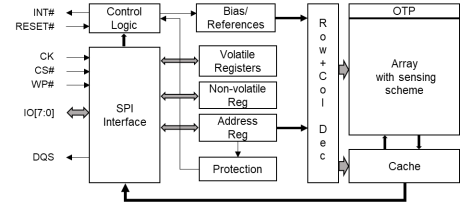 INT#
RESET#
Control
Logic
Bias/
References
OTP
Array
with sensing
scheme
CK
CS#
WP#
IO[7:0]
DQS
SPI
Interface
Volatile
Registers
Non-volatile
Reg
Address
Reg
Protection
R
o
w
+
C
o
l
D
e
c
Cache